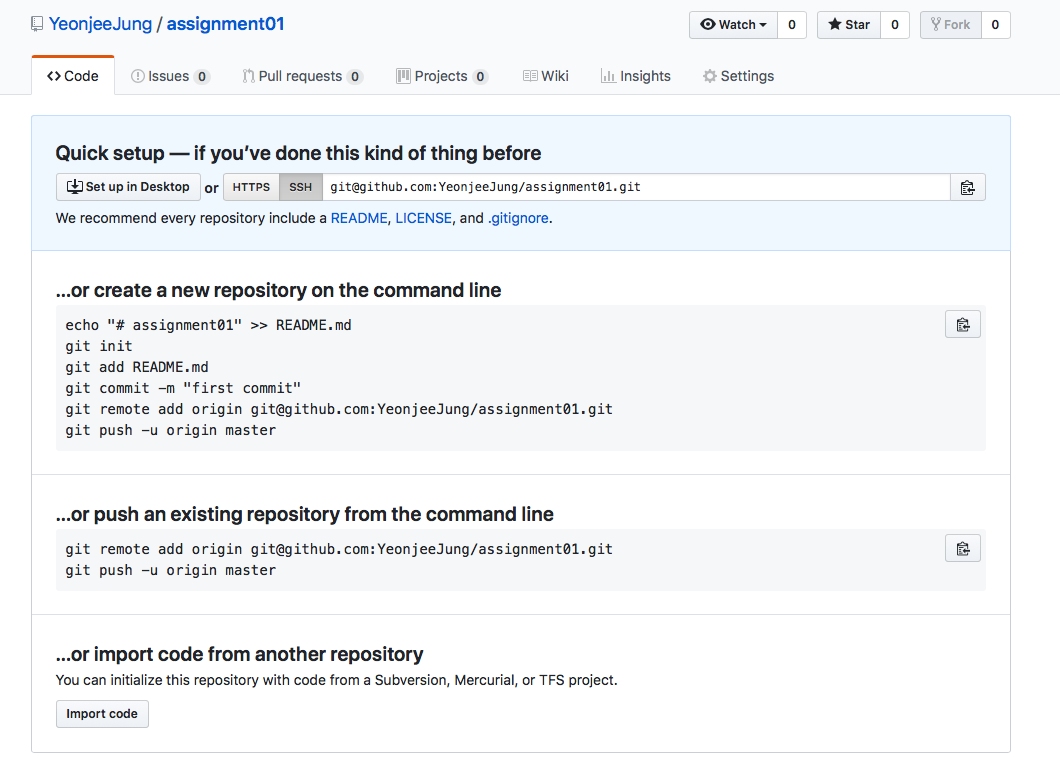 YeonjeeJung / assignment01
Watch 0 Star 0 Fork 0
Code Issues 0 Pull requests 0 Projects 0 Wiki Insights Settings
Quick setup — if you’ve done this kind of thing before
Set up in Desktop or HTTPS SSH git@github.com:YeonjeeJung/assignment01.git
We recommend every repository include a README, LICENSE, and .gitignore.
…or create a new repository on the command line
echo "# assignment01" >> README.md
git init
git add README.md
git commit -m "first commit"
git remote add origin git@github.com:YeonjeeJung/assignment01.git
git push -u origin master
…or push an existing repository from the command line
git remote add origin git@github.com:YeonjeeJung/assignment01.git
git push -u origin master
…or import code from another repository
You can initialize this repository with code from a Subversion, Mercurial, or TFS project.
Import code